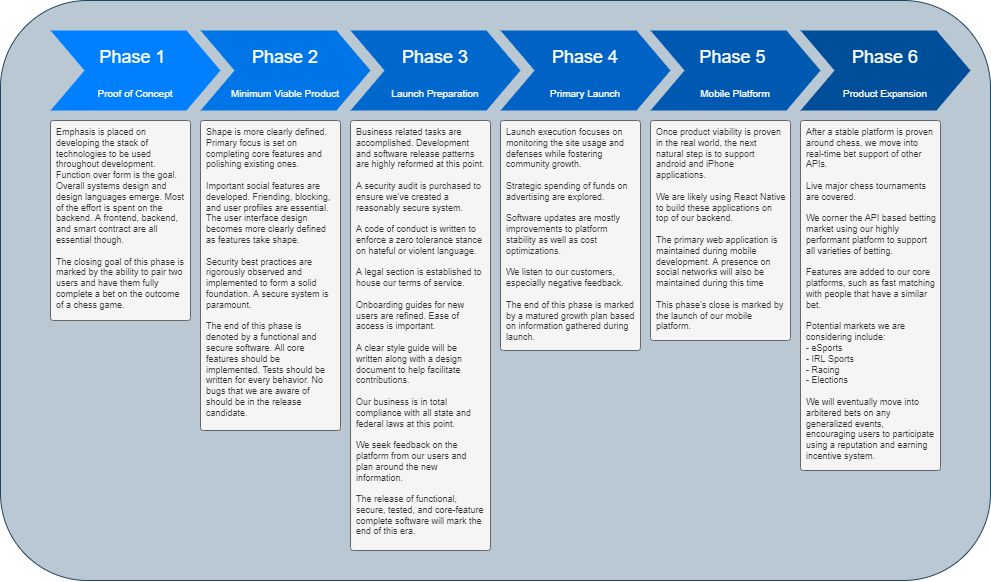 Phase 1
Proof of Concept
Phase 2
Minimum Viable Product
Phase 3
Launch Preparation
Phase 4
Primary Launch
Phase 5
Mobile Platform
Phase 6
Product Expansion
Emphasis is placed on
developing the stack of
technologies to be used
throughout development.
Function over form is the goal.
Overall systems design and
design languages emerge. Most
of the effort is spent on the
backend. A frontend, backend,
and smart contract are all
essential though.
The closing goal of this phase is
marked by the ability to pair two
users and have them fully
complete a bet on the outcome
of a chess game.
Shape is more clearly defined.
Primary focus is set on
completing core features and
polishing existing ones.
Important social features are
developed. Friending, blocking,
and user profiles are essential.
The user interface design
becomes more clearly defined
as features take shape.
Security best practices are
rigorously observed and
implemented to form a solid
foundation. A secure system is
paramount.
The end of this phase is
denoted by a functional and
secure software. All core
features should be
implemented. Tests should be
written for every behavior. No
bugs that we are aware of
should be in the release
candidate.
Business related tasks are
accomplished. Development
and software release patterns
are highly reformed at this point.
A security audit is purchased to
ensure we've created a
reasonably secure system.
A code of conduct is written to
enforce a zero tolerance stance
on hateful or violent language.
A legal section is established to
house our terms of service.
Onboarding guides for new
users are refined. Ease of
access is important.
A clear style guide will be
written along with a design
document to help facilitate
contributions.
Our business is in total
compliance with all state and
federal laws at this point.
We seek feedback on the
platform from our users and
plan around the new
information.
The release of functional,
secure, tested, and core-feature
complete software will mark the
end of this era.
Launch execution focuses on
monitoring the site usage and
defenses while fostering
community growth.
Strategic spending of funds on
advertising are explored.
Software updates are mostly
improvements to platform
stability as well as cost
optimizations.
We listen to our customers,
especially negative feedback.
The end of this phase is marked
by a matured growth plan based
on information gathered during
launch.
Once product viability is proven
in the real world, the next
natural step is to support
android and iPhone
applications.
We are likely using React Native
to build these applications on
top of our backend.
The primary web application is
maintained during mobile
development. A presence on
social networks will also be
maintained during this time
This phase's close is marked by
the launch of our mobile
platform.
After a stable platform is proven
around chess, we move into
real-time bet support of other
APIs.
Live major chess tournaments
are covered.
We corner the API based betting
market using our highly
performant platform to support
all varieties of betting.
Features are added to our core
platforms, such as fast matching
with people that have a similar
bet.
Potential markets we are
considering include:
- eSports
- IRL Sports
- Racing
- Elections
We will eventually move into
arbitered bets on any
generalized events,
encouraging users to participate
using a reputation and earning
incentive system.